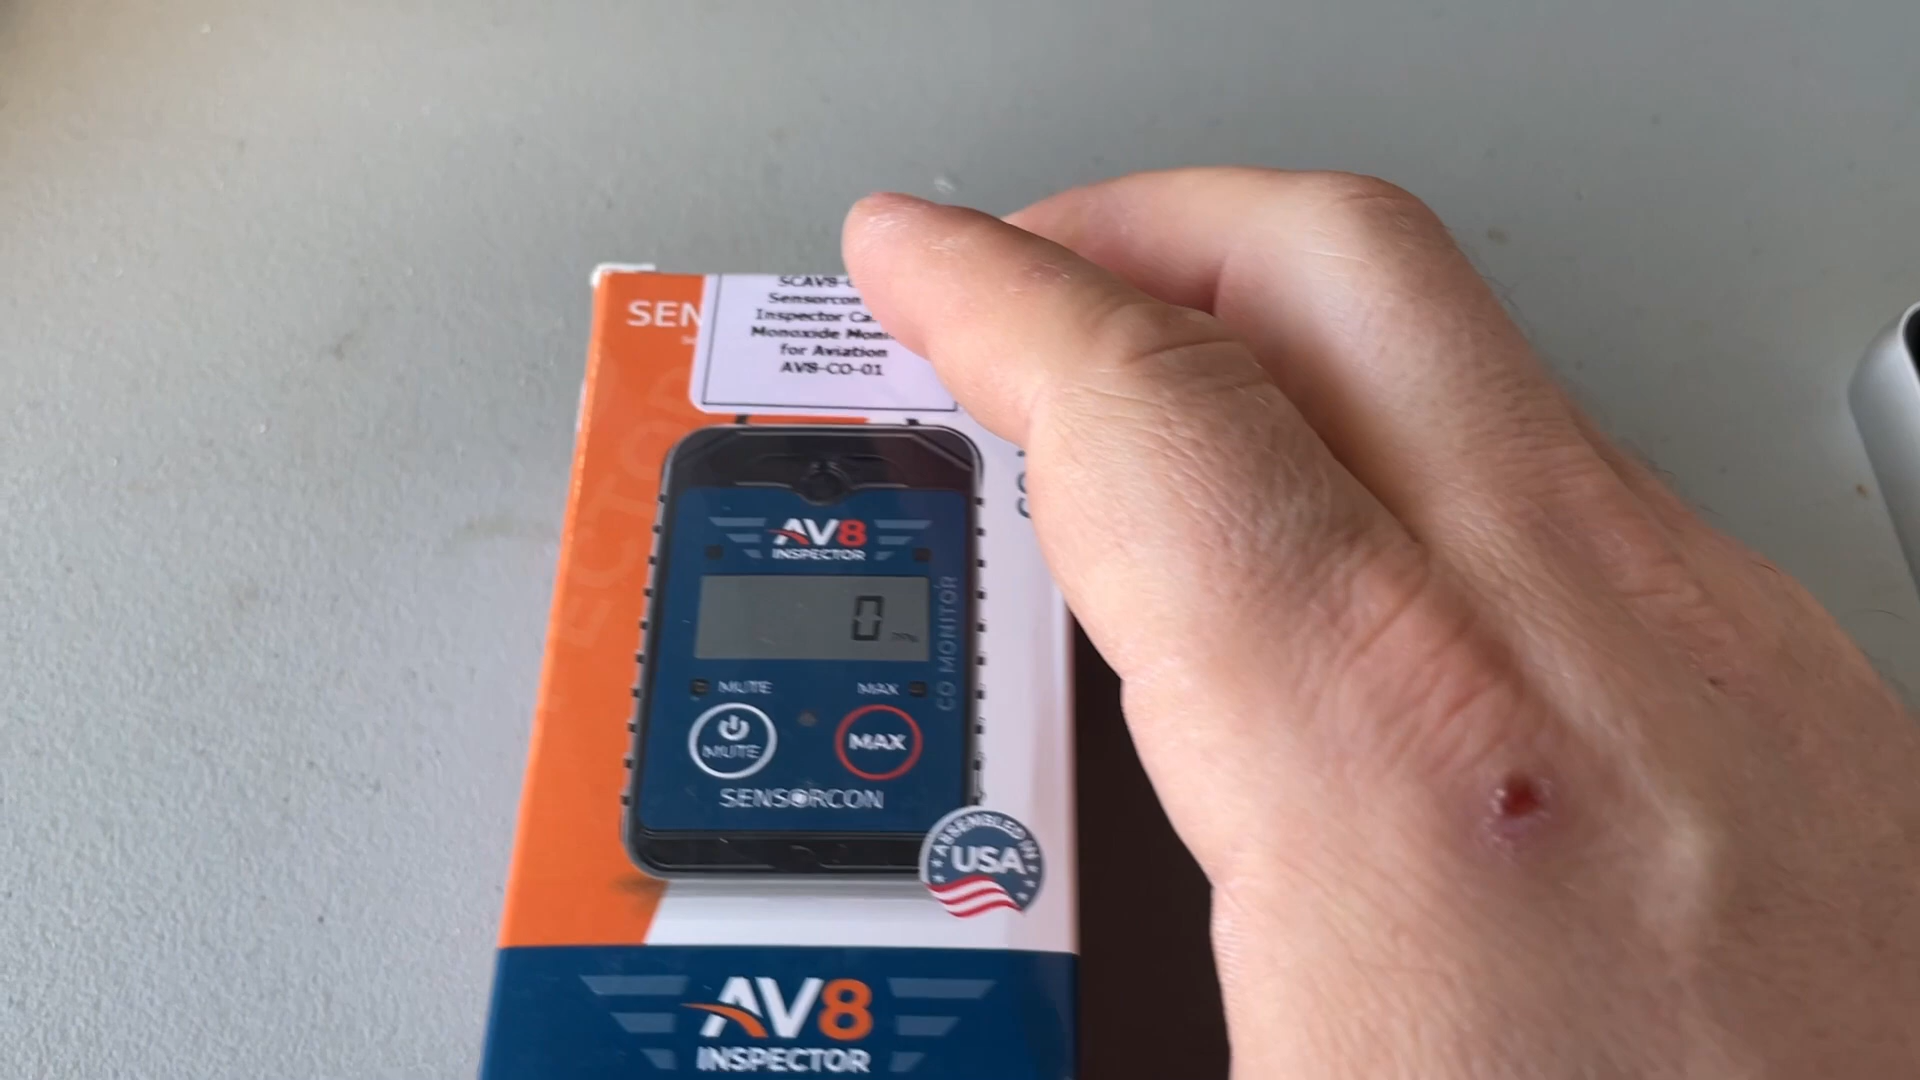 SEN
SCAV8-
Sensorcon
Inspector Ca
Monoxide Moni
for Aviation
AV8-CO-01
AV8
INSPECTOR
0
CO MONITOR
MUTE MAX
MUTE MAX
SENSORCON
ASSEMBLED IN
USA
AV8
INSPECTOR